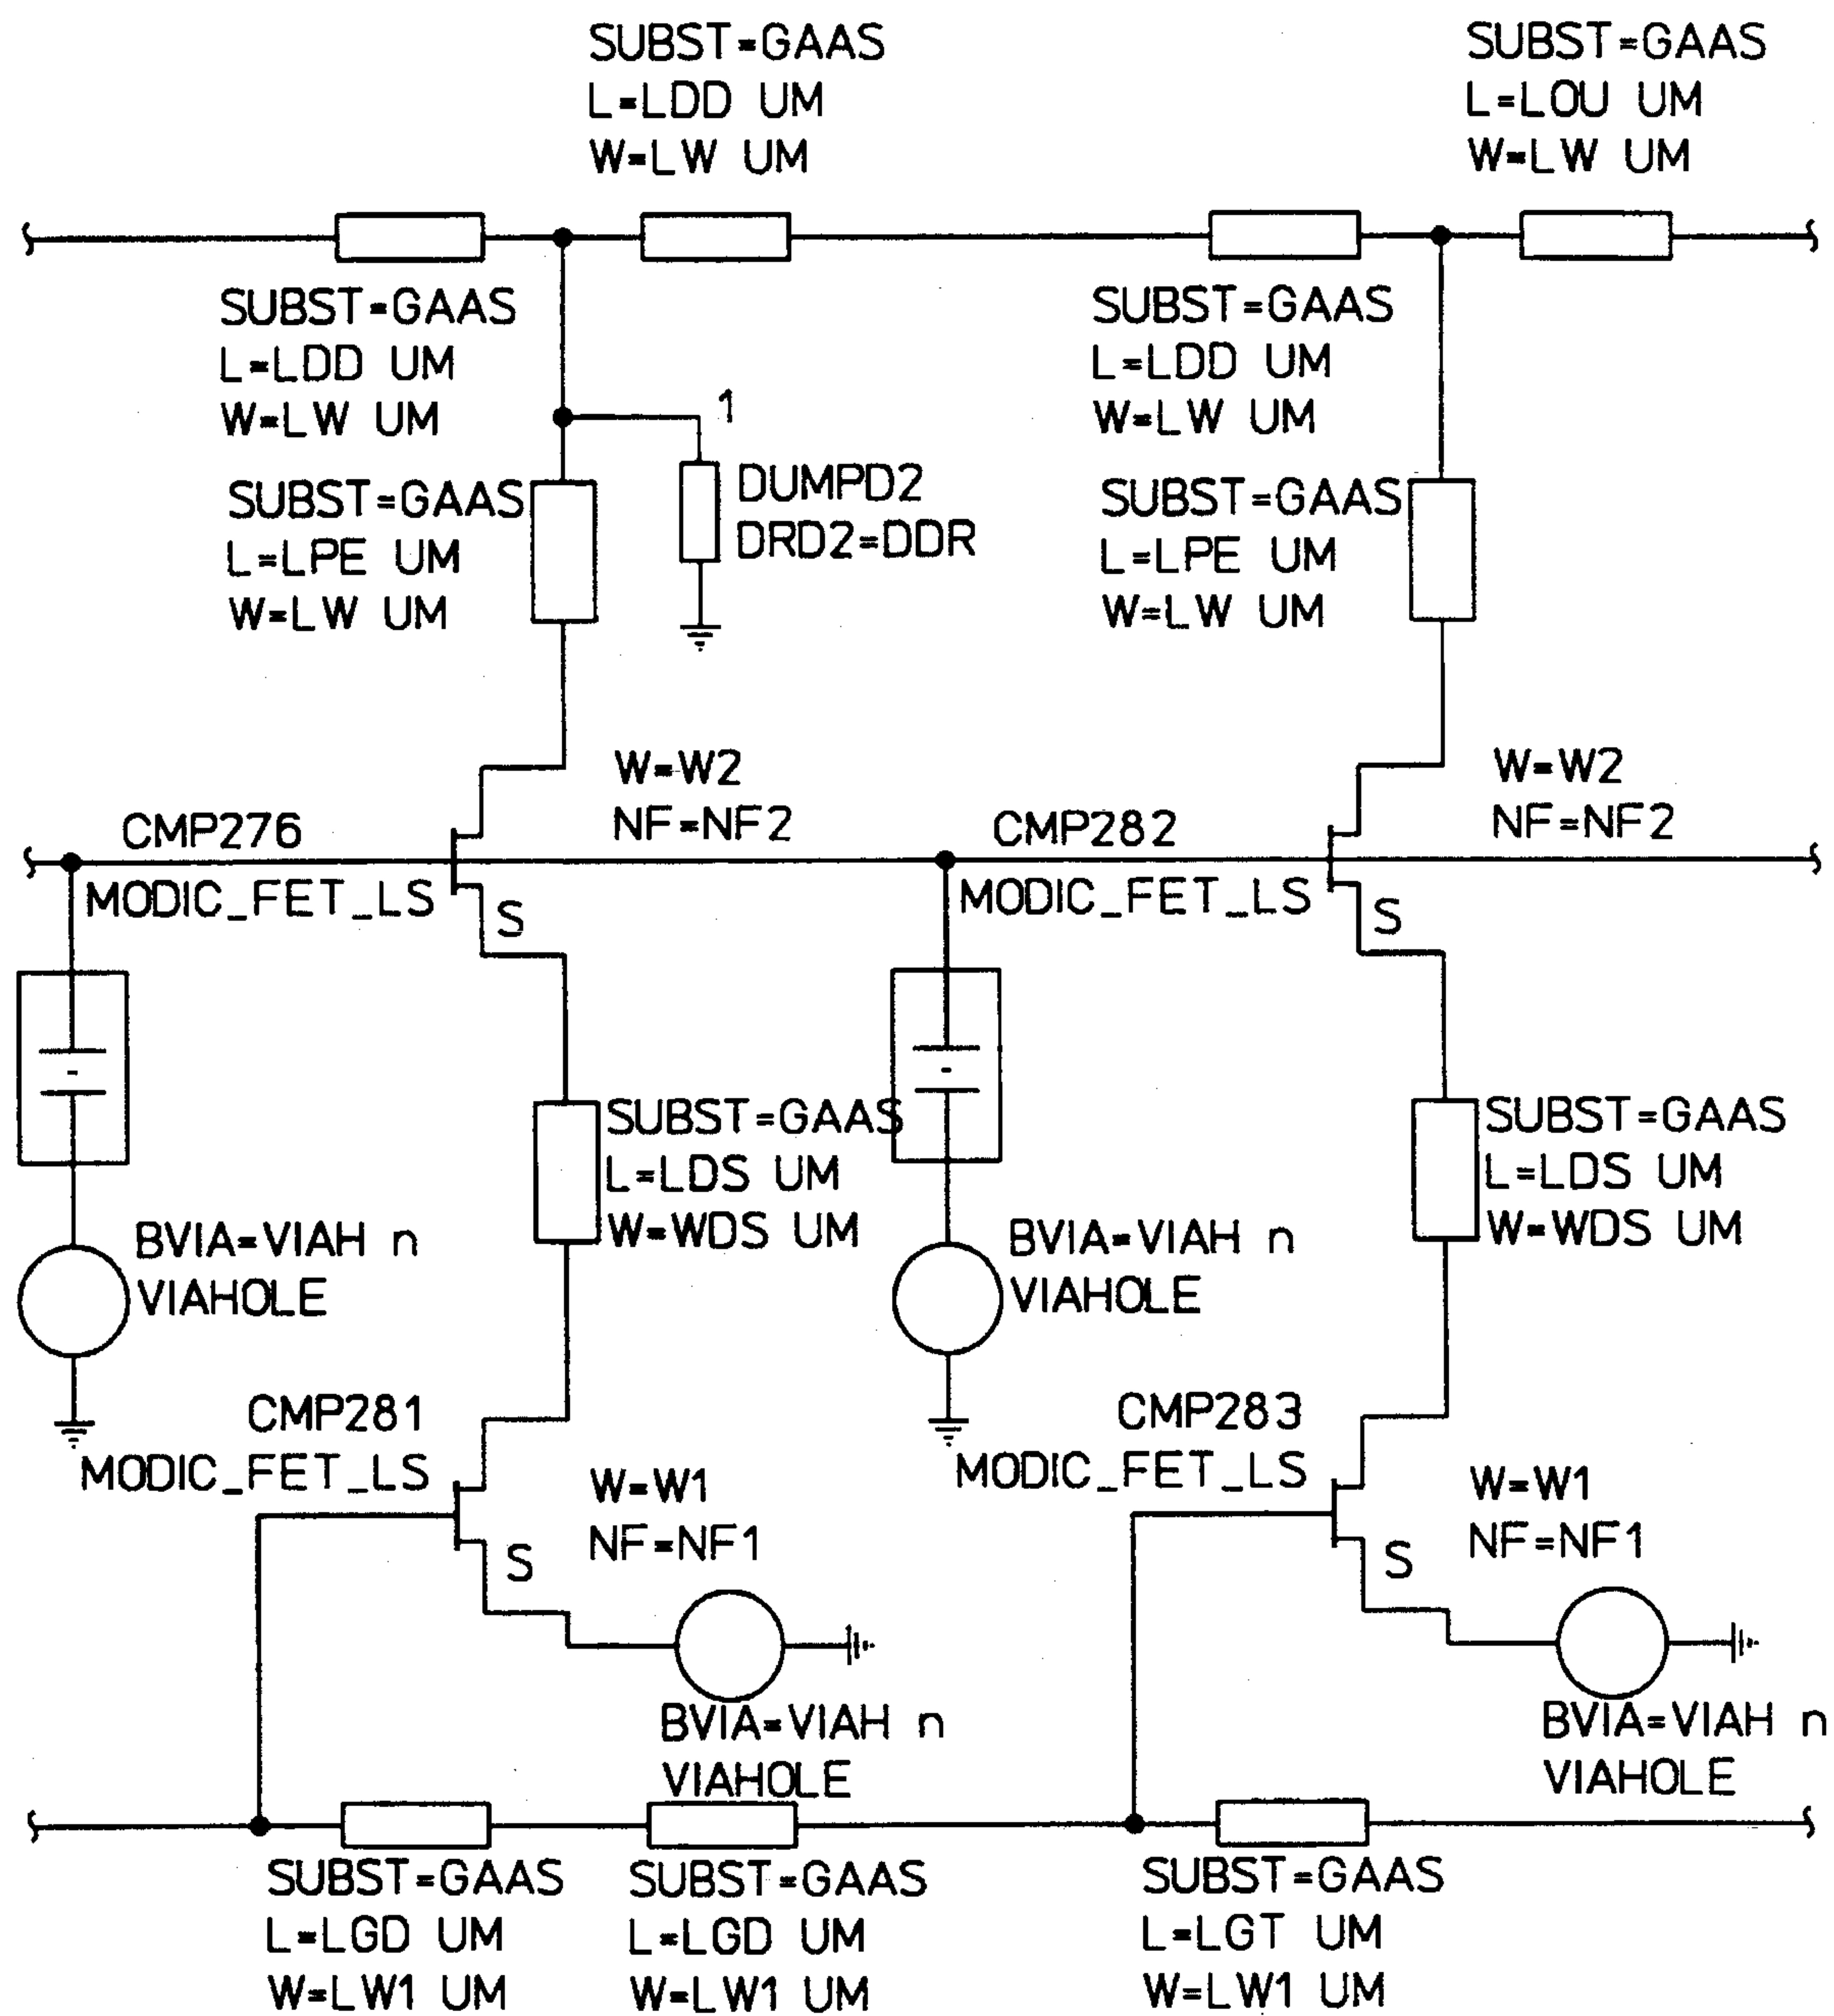 SUBST=GAAS
L=LDD UM
W=LW UM
SUBST=GAAS
L=LOU UM
W=LW UM
SUBST=GAAS
L=LDD UM
W=LW UM
SUBST=GAAS
L=LDD UM
W=LW UM
1
SUBST=GAAS
L=LPE UM
W=LW UM
DUMPD2
DRD2=DDR
SUBST=GAAS
L=LPE UM
W=LW UM
W=W2
NF=NF2
W=W2
NF=NF2
CMP276
MODIC_FET_LS
S
CMP282
MODIC_FET_LS
S
SUBST=GAAS
L=LDS UM
W=WDS UM
SUBST=GAAS
L=LDS UM
W=WDS UM
BVIA=VIAH n
VIAHOLE
BVIA=VIAH n
VIAHOLE
CMP281
MODIC_FET_LS
W=W1
NF=NF1
S
CMP283
MODIC_FET_LS
W=W1
NF=NF1
S
BVIA=VIAH n
VIAHOLE
BVIA=VIAH n
VIAHOLE
SUBST=GAAS
L=LGD UM
W=LW1 UM
SUBST=GAAS
L=LGD UM
W=LW1 UM
SUBST=GAAS
L=LGT UM
W=LW1 UM